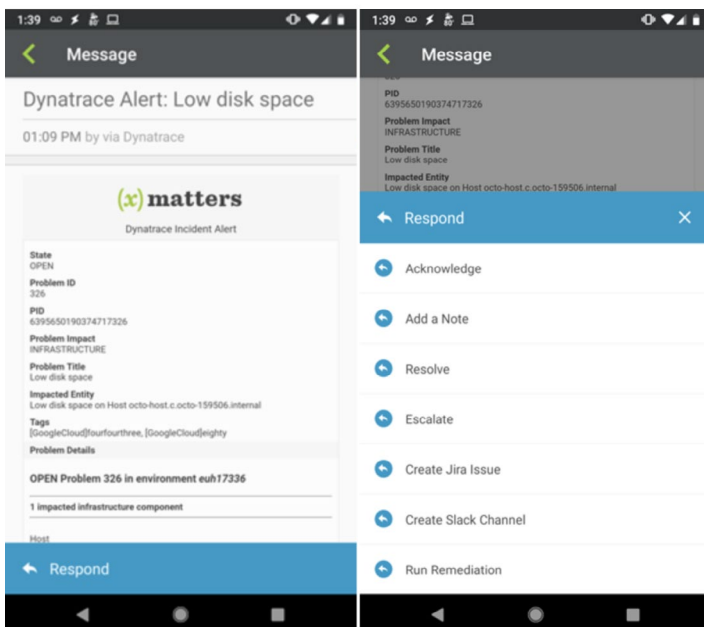 1:39
Message
Dynatrace Alert: Low disk space
01:09 PM by via Dynatrace
(x) matters
Dynatrace Incident Alert
State
OPEN
Problem ID
326
PID
6395650190374717326
Problem Impact
INFRASTRUCTURE
Problem Title
Low disk space
Impacted Entity
Low disk space on Host octo-host.c.octo-159506.internal
Tags
[GoogleCloud]fourfourthree, [GoogleCloud]eighty
Problem Details
OPEN Problem 326 in environment euh17336
1 impacted infrastructure component
Host
Respond
1:39
Message
PID
6395650190374717326
Problem Impact
INFRASTRUCTURE
Problem Title
Low disk space
Impacted Entity
Low disk space on Host octo-host.c.octo-159506.internal
Respond
Acknowledge
Add a Note
Resolve
Escalate
Create Jira Issue
Create Slack Channel
Run Remediation